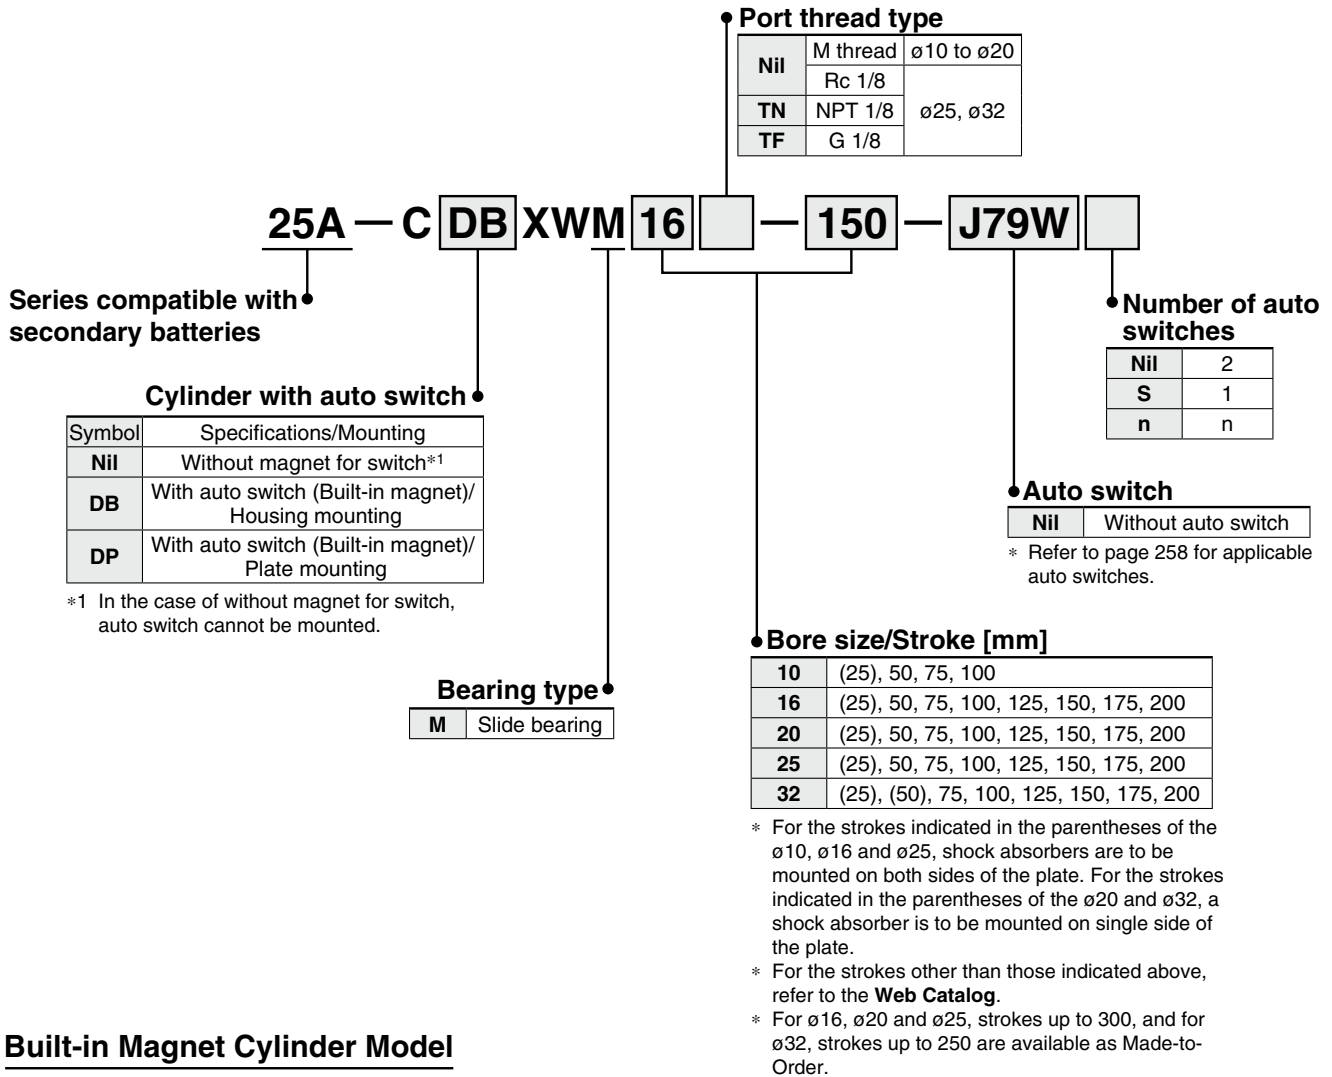 Port thread type
Nil M thread ø10 to ø20
Rc 1/8 ø25, ø32
TN NPT 1/8
TF G 1/8
25A — C DB XWM 16 — 150 — J79W
Series compatible with
secondary batteries
Number of auto
switches
Nil 2
S 1
n n
Cylinder with auto switch
Symbol Specifications/Mounting
Nil Without magnet for switch*1
DB With auto switch (Built-in magnet)/
Housing mounting
DP With auto switch (Built-in magnet)/
Plate mounting
*1 In the case of without magnet for switch,
auto switch cannot be mounted.
Auto switch
Nil Without auto switch
* Refer to page 258 for applicable
auto switches.
Bearing type
M Slide bearing
Bore size/Stroke [mm]
10 (25), 50, 75, 100
16 (25), 50, 75, 100, 125, 150, 175, 200
20 (25), 50, 75, 100, 125, 150, 175, 200
25 (25), 50, 75, 100, 125, 150, 175, 200
32 (25), (50), 75, 100, 125, 150, 175, 200
* For the strokes indicated in the parentheses of the
ø10, ø16 and ø25, shock absorbers are to be
mounted on both sides of the plate. For the strokes
indicated in the parentheses of the ø20 and ø32, a
shock absorber is to be mounted on single side of
the plate.
* For the strokes other than those indicated above,
refer to the Web Catalog.
* For ø16, ø20 and ø25, strokes up to 300, and for
ø32, strokes up to 250 are available as Made-to-
Order.
Built-in Magnet Cylinder Model